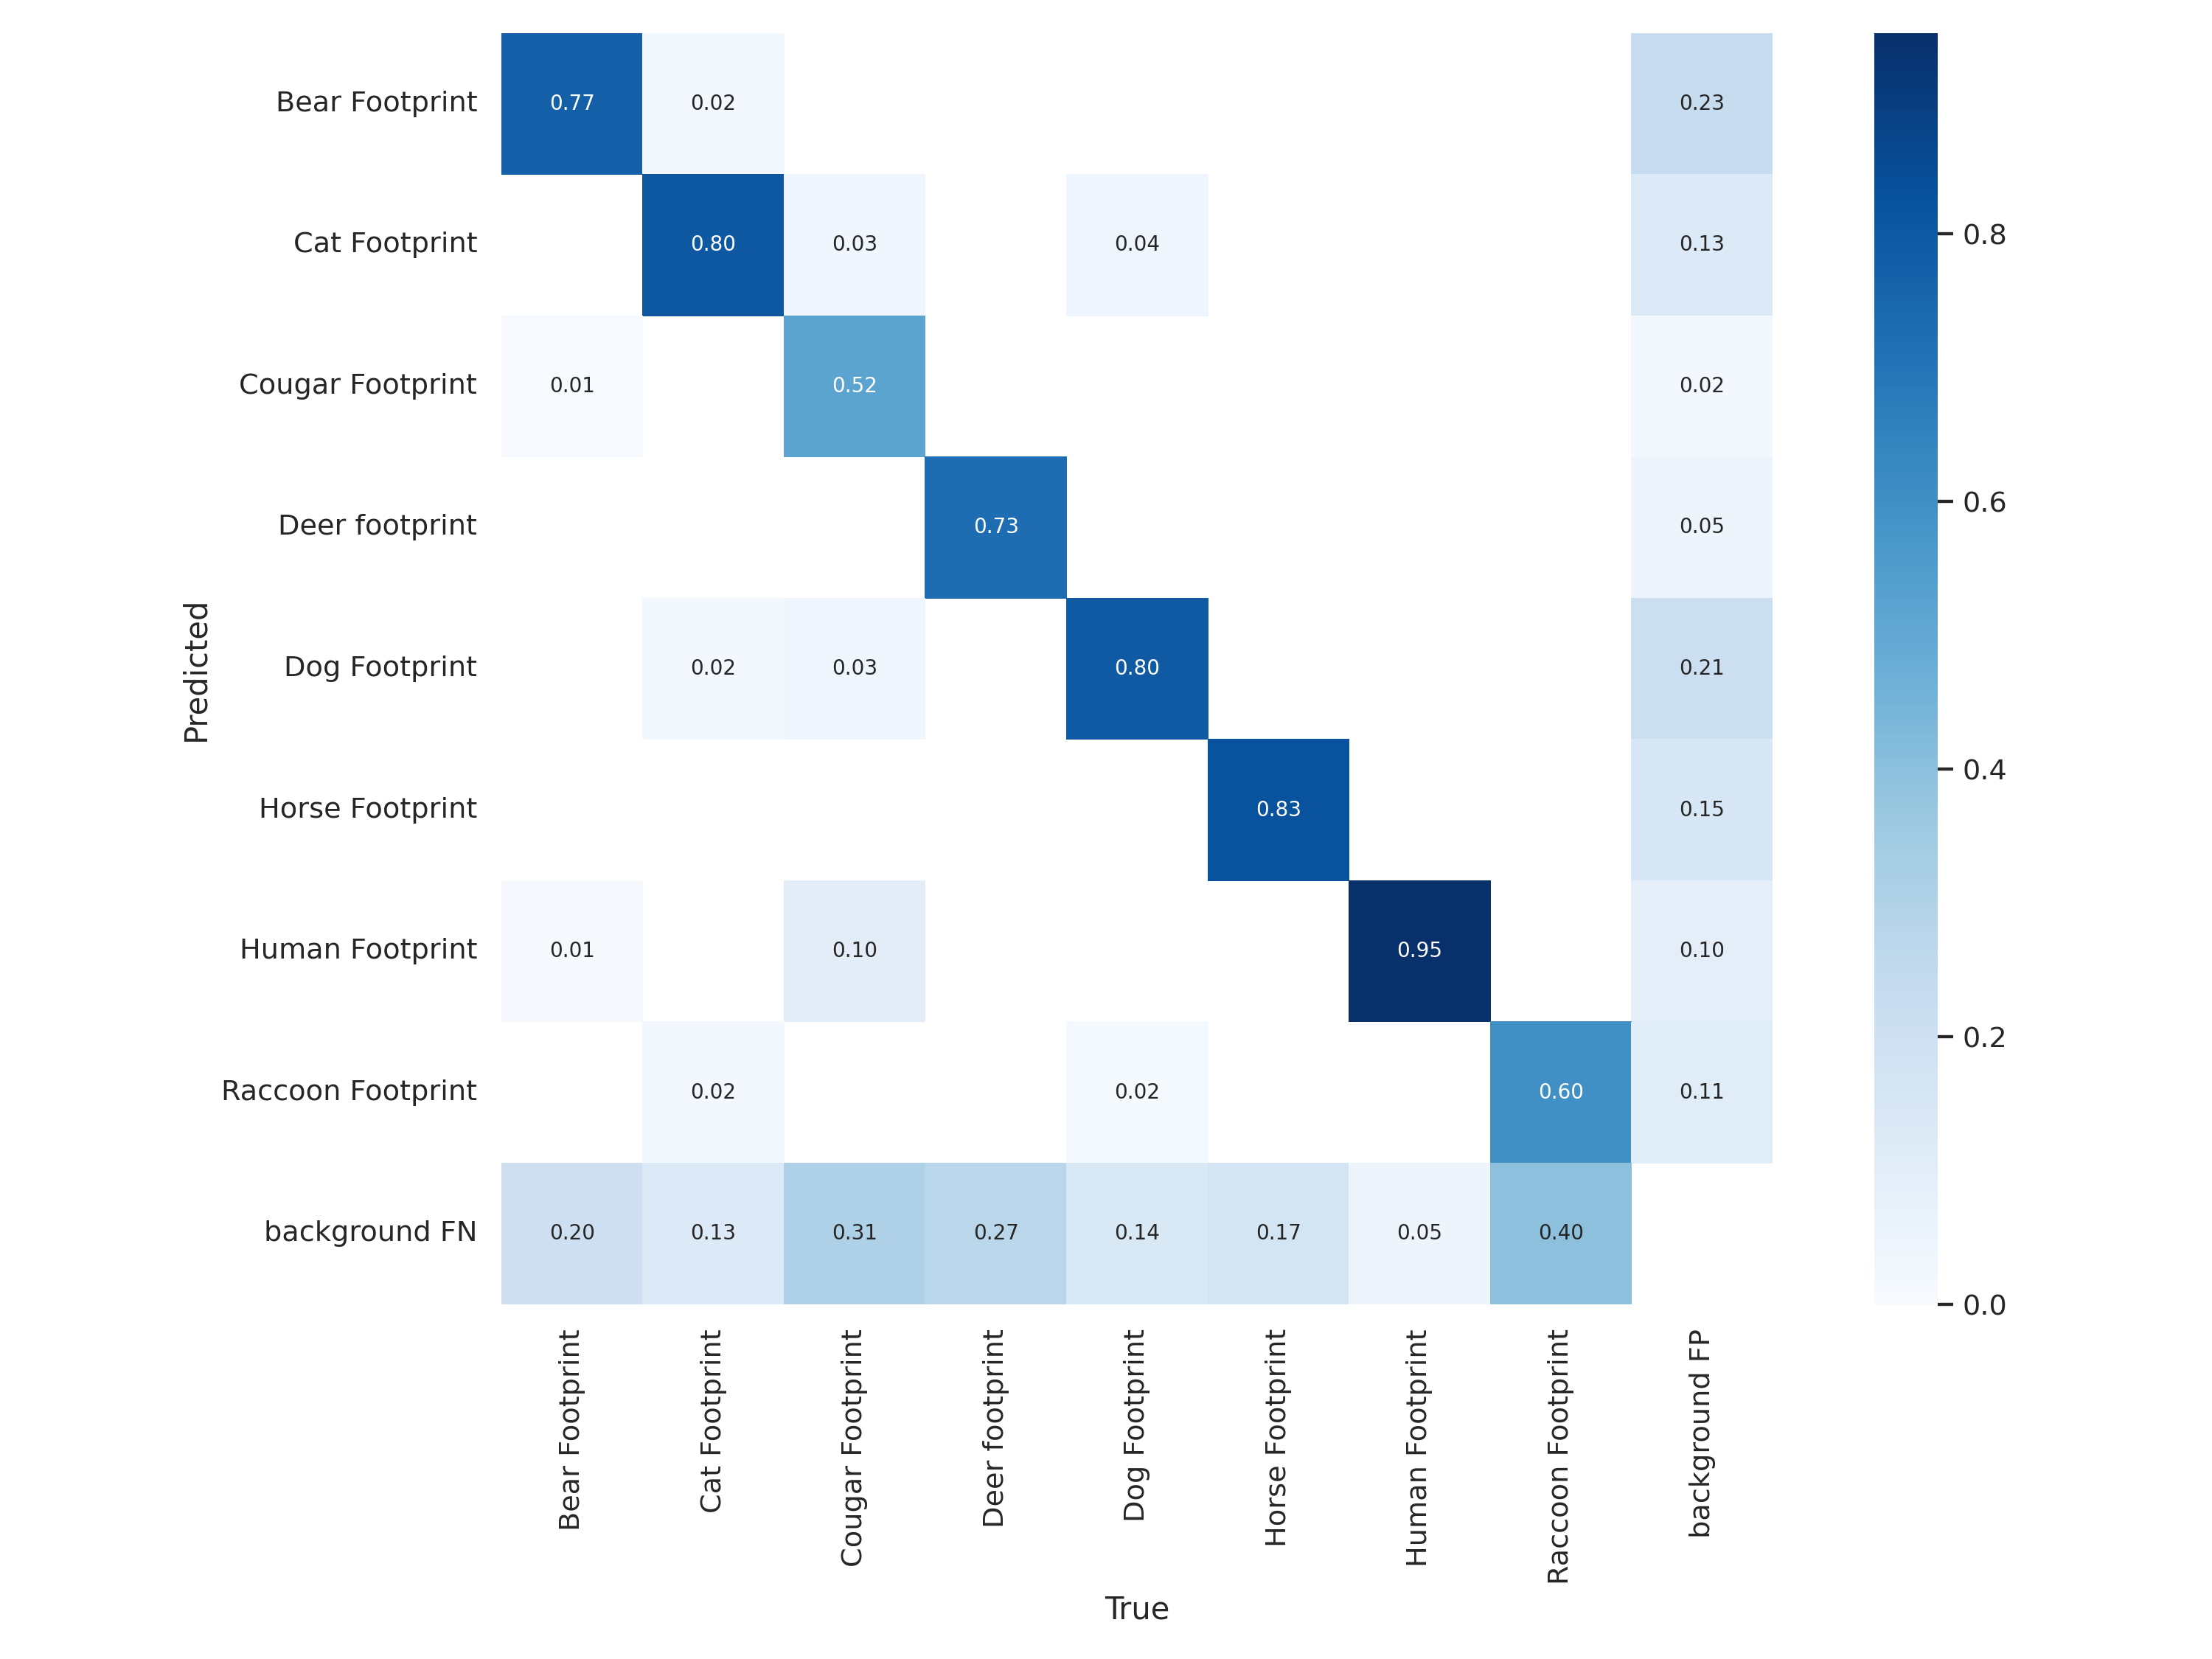 Bear Footprint 0.77 0.02 0.23
Cat Footprint 0.80 0.03 0.04 0.13
Cougar Footprint 0.01 0.52 0.02
Deer footprint 0.73 0.05
Dog Footprint 0.02 0.03 0.80 0.21
Horse Footprint 0.83 0.15
Human Footprint 0.01 0.10 0.95 0.10
Raccoon Footprint 0.02 0.02 0.60 0.11
background FN 0.20 0.13 0.31 0.27 0.14 0.17 0.05 0.40
Predicted
Bear Footprint
Cat Footprint
Cougar Footprint
Deer footprint
Dog Footprint
Horse Footprint
Human Footprint
Raccoon Footprint
background FP
True
0.8
0.6
0.4
0.2
0.0